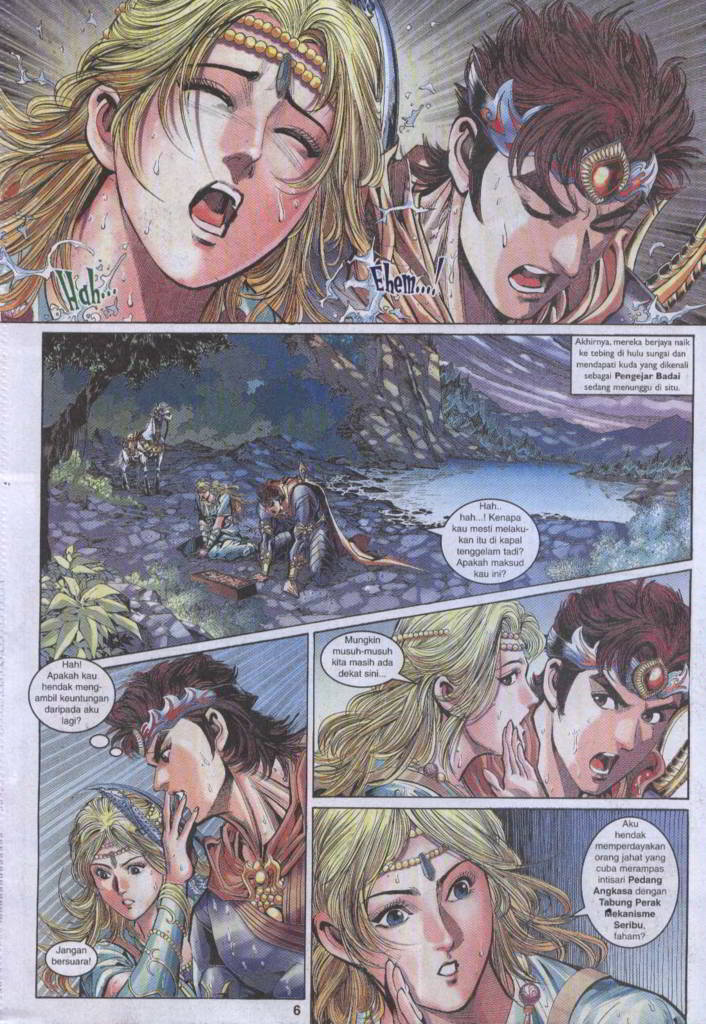 Hah...
Ehem....!
Akhirnya, mereka berjaya naik
ke tebing di hulu sungai dan
mendapati kuda yang dikenali
sebagai Pengejar Badai
sedang menunggu di situ.
Hah..
hah...! Kenapa
kau mesti melaku-
kan itu di kapal
tenggelam tadi?
Apakah maksud
kau ini?
Hah!
Apakah kau
hendak meng-
ambil keuntungan
daripada aku
lagi?
Jangan
bersuara!
Mungkin
musuh-musuh
kita masih ada
dekat sini...
Aku
hendak
memperdayakan
orang jahat yang
cuba merampas
intisari Pedang
Angkasa dengan
Tabung Perak
Mekanisme
Seribu,
faham?
6